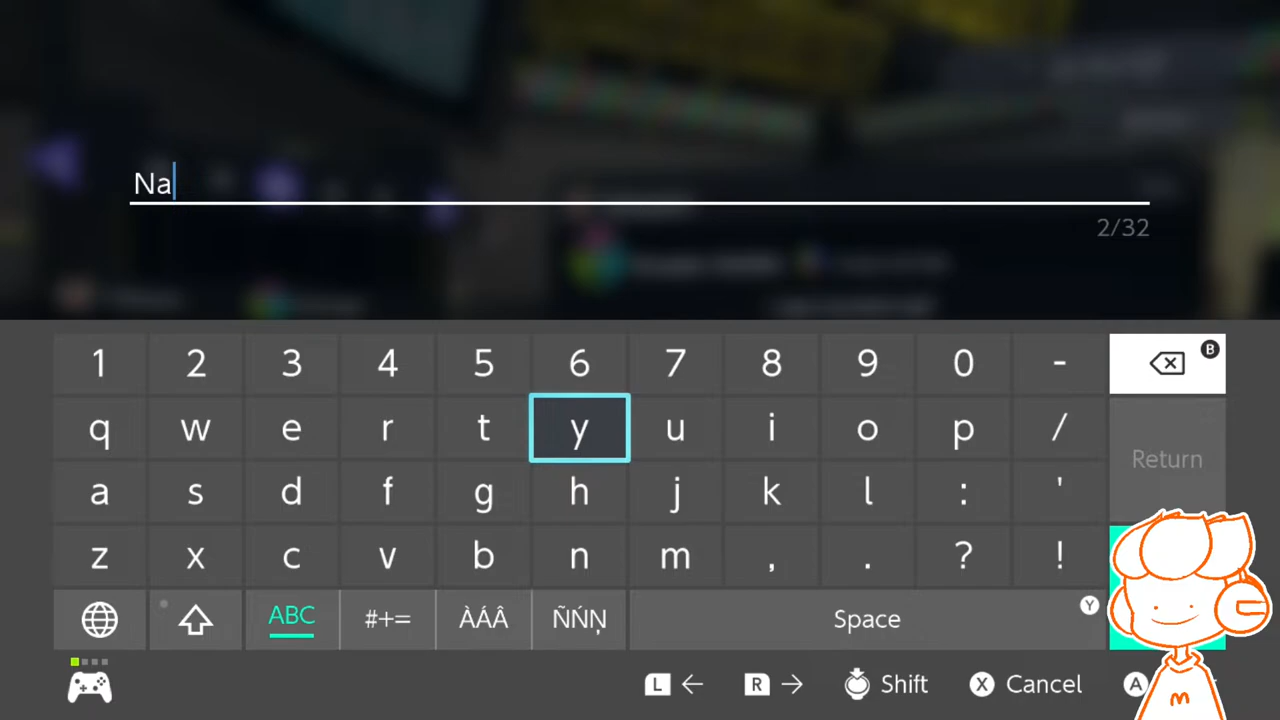 Na
2/32
1 2 3 4 5 6 7 8 9 0 - B
q w e r t y u i o p /
Return
a s d f g h j k l : '
z x c v b n m , . ? !
ABC #+= ÀÁÂ ÑŃŅ Space Y
L ← R → Shift X Cancel A
m